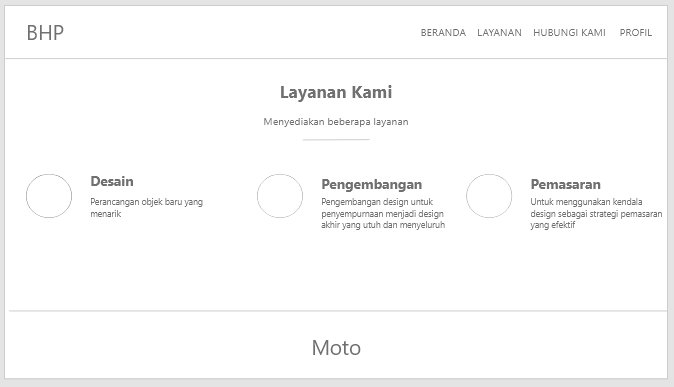 BHP
BERANDA LAYANAN HUBUNGI KAMI PROFIL
Layanan Kami
Menyediakan beberapa layanan
Desain
Perancangan objek baru yang
menarik
Pengembangan
Pengembangan design untuk
penyempurnaan menjadi design
akhir yang utuh dan menyeluruh
Pemasaran
Untuk menggunakan kendala
design sebagai strategi pemasaran
yang efektif
Moto